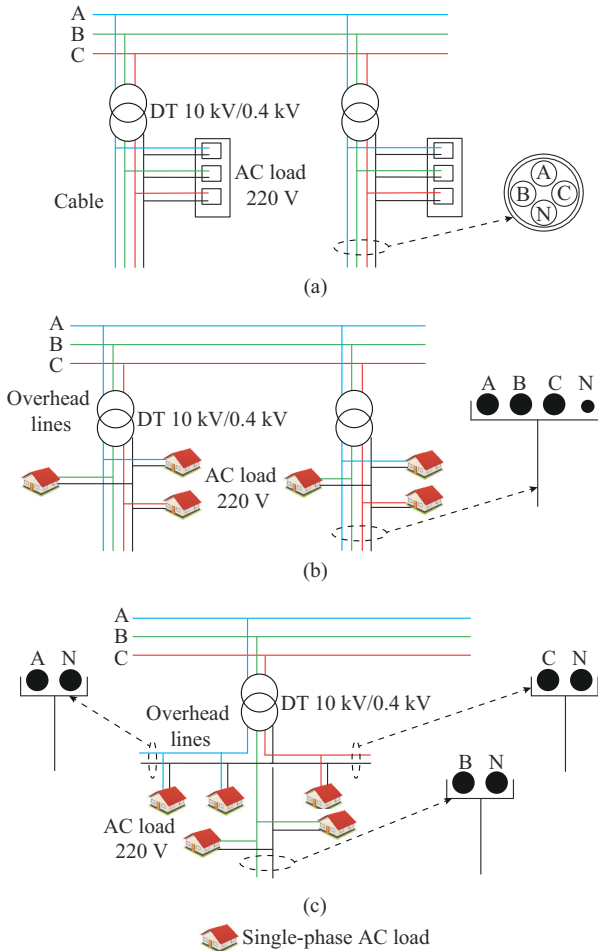 A
B
C
DT 10 kV/0.4 kV
AC load
220 V
Cable
A
B
C
N
(a)
A
B
C
Overhead
lines
DT 10 kV/0.4 kV
AC load
220 V
A B C N
(b)
A
B
C
A N
DT 10 kV/0.4 kV
C N
Overhead
lines
B N
AC load
220 V
(c)
Single-phase AC load